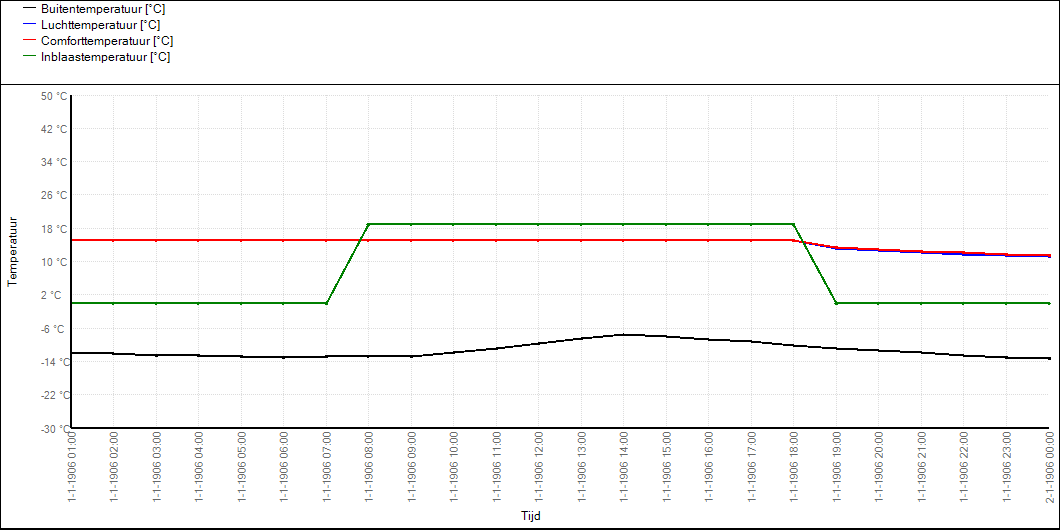 Buitentemperatuur [°C]
Luchttemperatuur [°C]
Comforttemperatuur [°C]
Inblaastemperatuur [°C]
50 °C
42 °C
34 °C
26 °C
18 °C
10 °C
2 °C
-6 °C
-14 °C
-22 °C
-30 °C
Temperatuur
1-1-1906 01:00
1-1-1906 02:00
1-1-1906 03:00
1-1-1906 04:00
1-1-1906 05:00
1-1-1906 06:00
1-1-1906 07:00
1-1-1906 08:00
1-1-1906 09:00
1-1-1906 10:00
1-1-1906 11:00
1-1-1906 12:00
1-1-1906 13:00
1-1-1906 14:00
1-1-1906 15:00
1-1-1906 16:00
1-1-1906 17:00
1-1-1906 18:00
1-1-1906 19:00
1-1-1906 20:00
1-1-1906 21:00
1-1-1906 22:00
1-1-1906 23:00
2-1-1906 00:00
Tijd